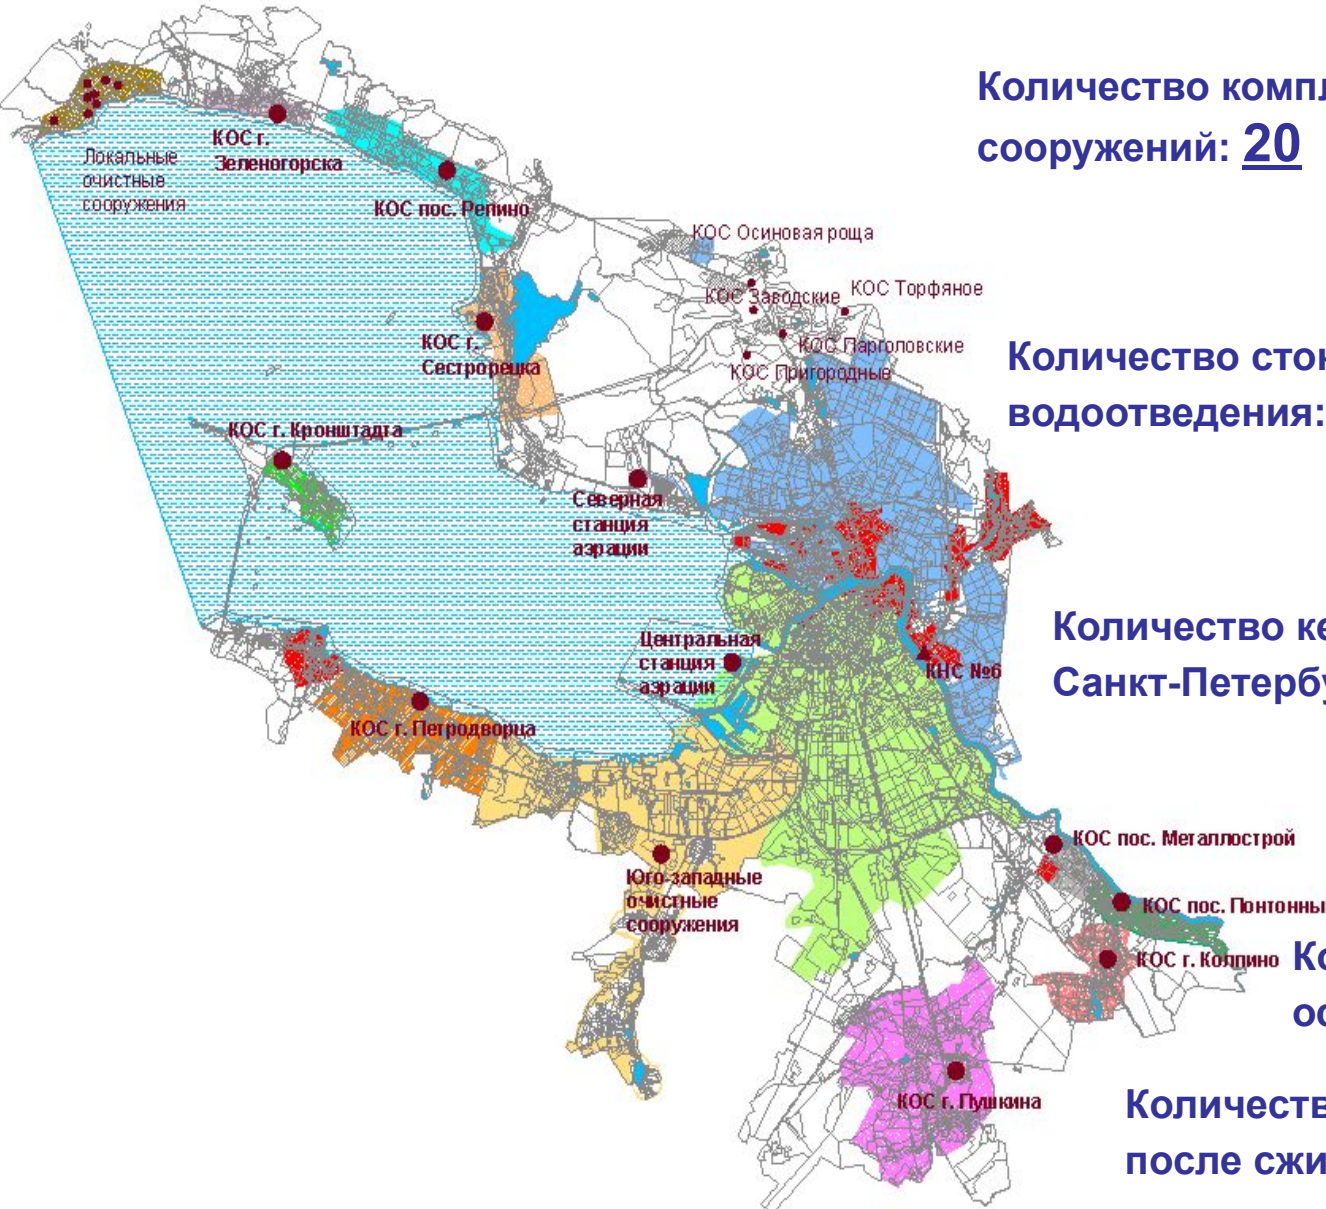 Количество компл
сооружений: 20
КОС г.
Зеленогорска
Локальные
очистные
сооружения
КОС пос. Репино
КОС Осиновая роща
КОС Заводские
КОС Торфяное
КОС г.
Сестрорецка
КОС Парголовские
КОС Пригородные
Количество сток
водоотведения:
КОС г. Кронштадта
Северная
станция
аэрации
Количество ке
Санкт-Петербу
Центральная
станция
аэрации
КНС №6
КОС г. Петродворца
КОС пос. Металлострой
Юго-западные
очистные
сооружения
КОС пос. Понтонны
КОС г. Колпино
Ко
ос
КОС г. Пушкина
Количеств
после сжи